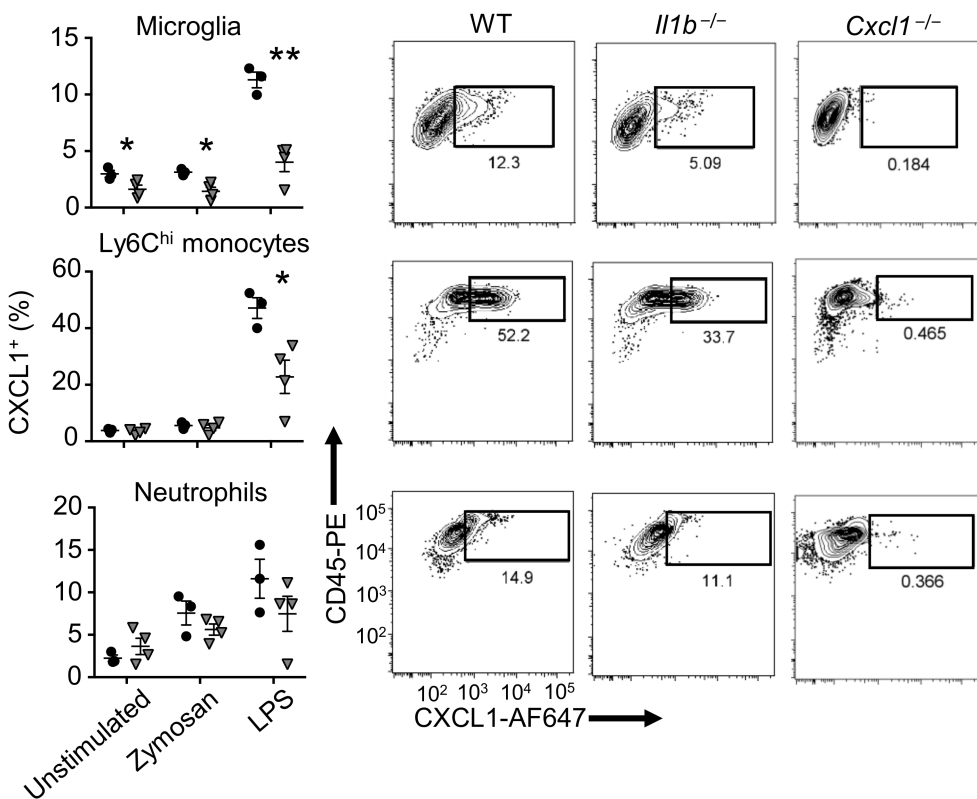 Microglia
15
10
5
0
*
*
**
Ly6Chi monocytes
60
40
20
0
*
CXCL1+ (%)
Neutrophils
20
15
10
5
0
Unstimulated
Zymosan
LPS
WT
Il1b−/−
Cxcl1−/−
12.3
5.09
0.184
52.2
33.7
0.465
14.9
11.1
0.366
CD45-PE
105
104
103
102
102 103 104 105
CXCL1-AF647